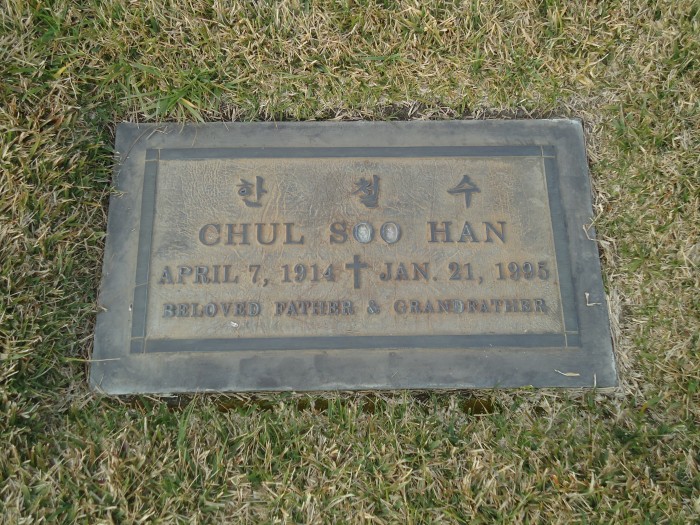 한 철 수
CHUL SOO HAN
APRIL 7, 1914 JAN. 21, 1995
BELOVED FATHER & GRANDFATHER